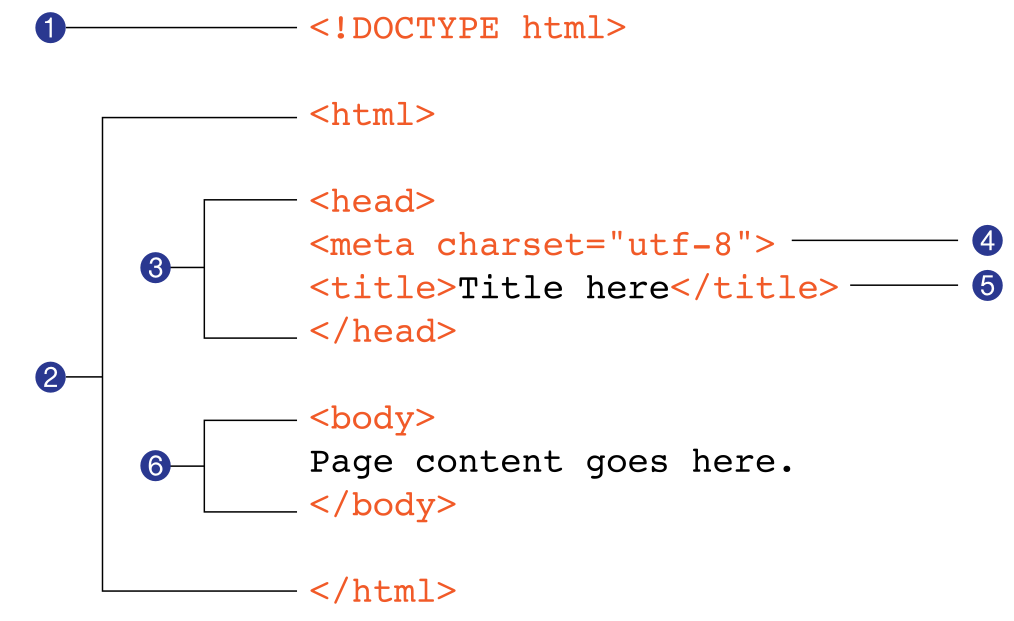 1 <!DOCTYPE html>
<html>
<head>
<meta charset="utf-8"> 4
3
<title>Title here</title> 5
</head>
2
<body>
6 Page content goes here.
</body>
</html>